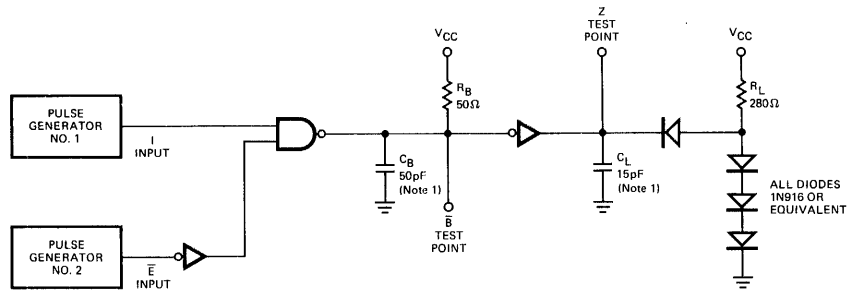 PULSE
GENERATOR
NO. 1
I
INPUT
PULSE
GENERATOR
NO. 2
E̅
INPUT
VCC
RB
50Ω
CB
50pF
(Note 1)
B̅
TEST
POINT
Z
TEST
POINT
CL
15pF
(Note 1)
VCC
RL
280Ω
ALL DIODES
1N916 OR
EQUIVALENT